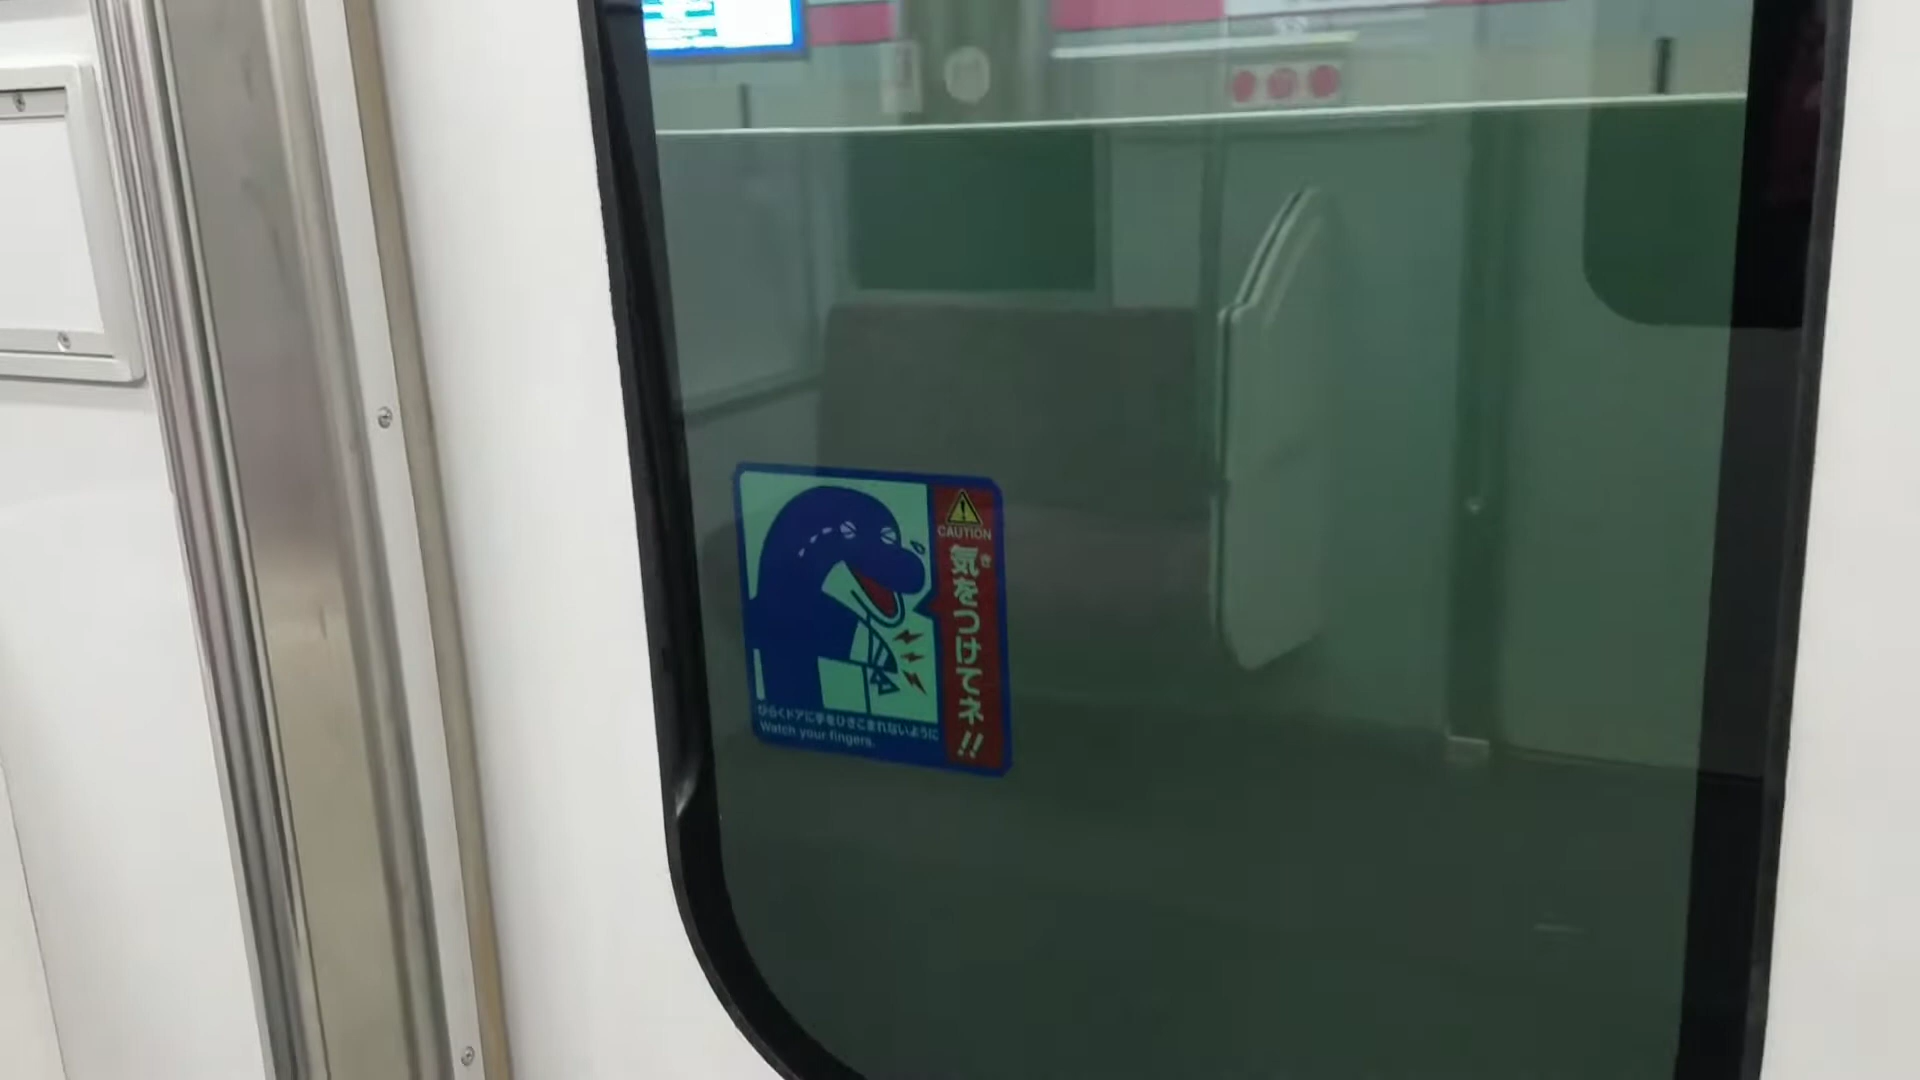 CAUTION
気をつけてネ!!
き
ひらくドアに手をひきこまれないように
Watch your fingers.